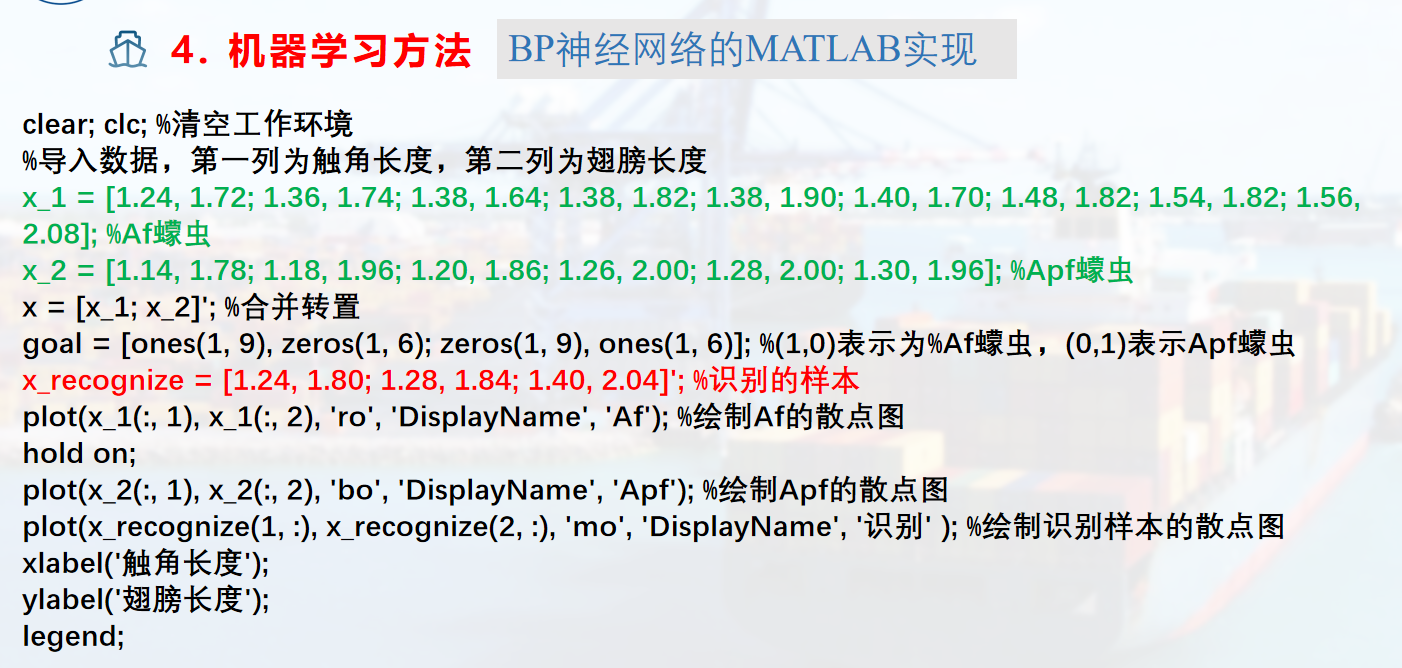 4. 机器学习方法 BP神经网络的MATLAB实现
clear; clc; %清空工作环境
%导入数据，第一列为触角长度，第二列为翅膀长度
x_1 = [1.24, 1.72; 1.36, 1.74; 1.38, 1.64; 1.38, 1.82; 1.38, 1.90; 1.40, 1.70; 1.48, 1.82; 1.54, 1.82; 1.56,
2.08]; %Af蠓虫
x_2 = [1.14, 1.78; 1.18, 1.96; 1.20, 1.86; 1.26, 2.00; 1.28, 2.00; 1.30, 1.96]; %Apf蠓虫
x = [x_1; x_2]'; %合并转置
goal = [ones(1, 9), zeros(1, 6); zeros(1, 9), ones(1, 6)]; %(1,0)表示为%Af蠓虫，(0,1)表示Apf蠓虫
x_recognize = [1.24, 1.80; 1.28, 1.84; 1.40, 2.04]'; %识别的样本
plot(x_1(:, 1), x_1(:, 2), 'ro', 'DisplayName', 'Af'); %绘制Af的散点图
hold on;
plot(x_2(:, 1), x_2(:, 2), 'bo', 'DisplayName', 'Apf'); %绘制Apf的散点图
plot(x_recognize(1, :), x_recognize(2, :), 'mo', 'DisplayName', '识别' ); %绘制识别样本的散点图
xlabel('触角长度');
ylabel('翅膀长度');
legend;